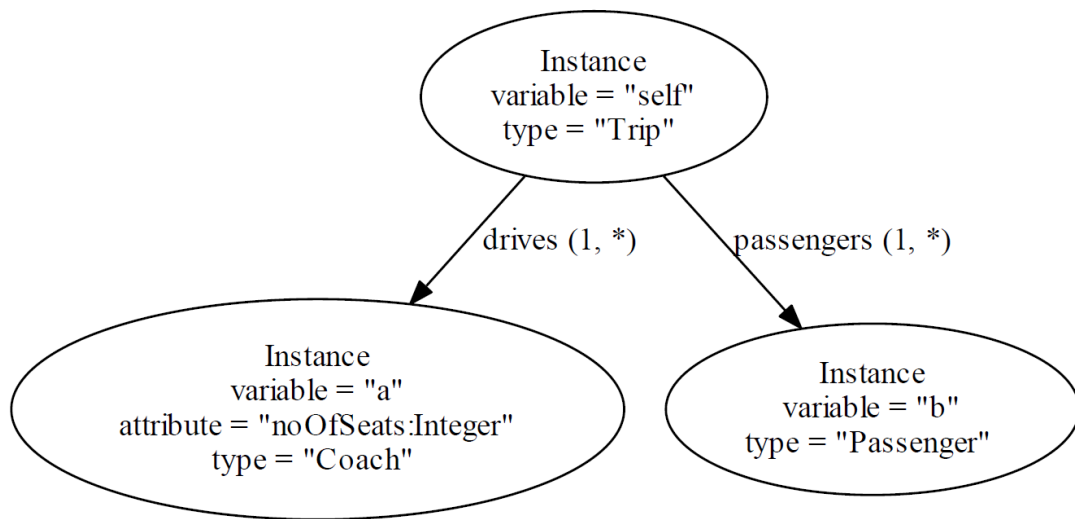 Instance
variable = "self"
type = "Trip"
drives (1, *)
passengers (1, *)
Instance
variable = "a"
attribute = "noOfSeats:Integer"
type = "Coach"
Instance
variable = "b"
type = "Passenger"